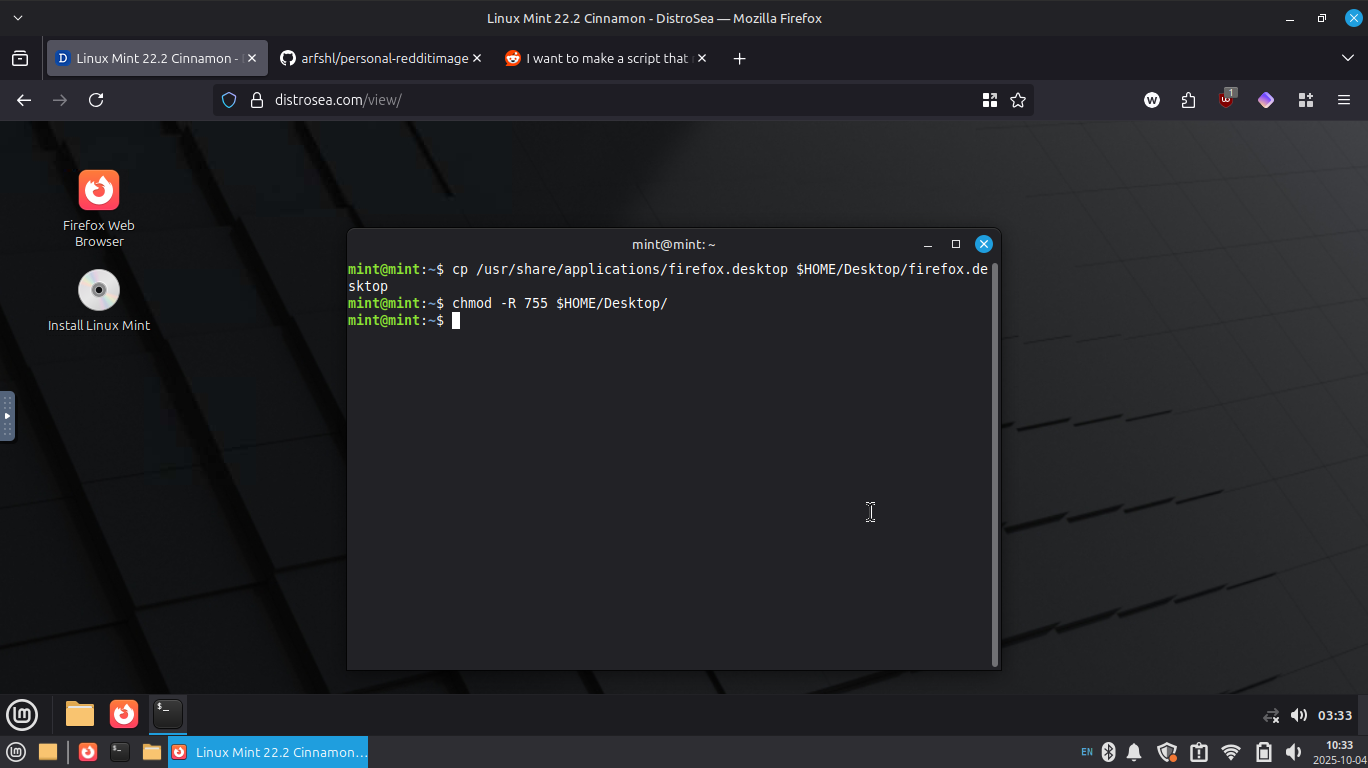 Linux Mint 22.2 Cinnamon - DistroSea — Mozilla Firefox
Linux Mint 22.2 Cinnamon -
arfshl/personal-redditimage
I want to make a script that
distrosea.com/view/
W
1
Firefox Web
Browser
Install Linux Mint
mint@mint: ~
mint@mint:~$ cp /usr/share/applications/firefox.desktop $HOME/Desktop/firefox.de
sktop
mint@mint:~$ chmod -R 755 $HOME/Desktop/
mint@mint:~$
$_
03:33
Linux Mint 22.2 Cinnamon...
EN
10:33
2025-10-04